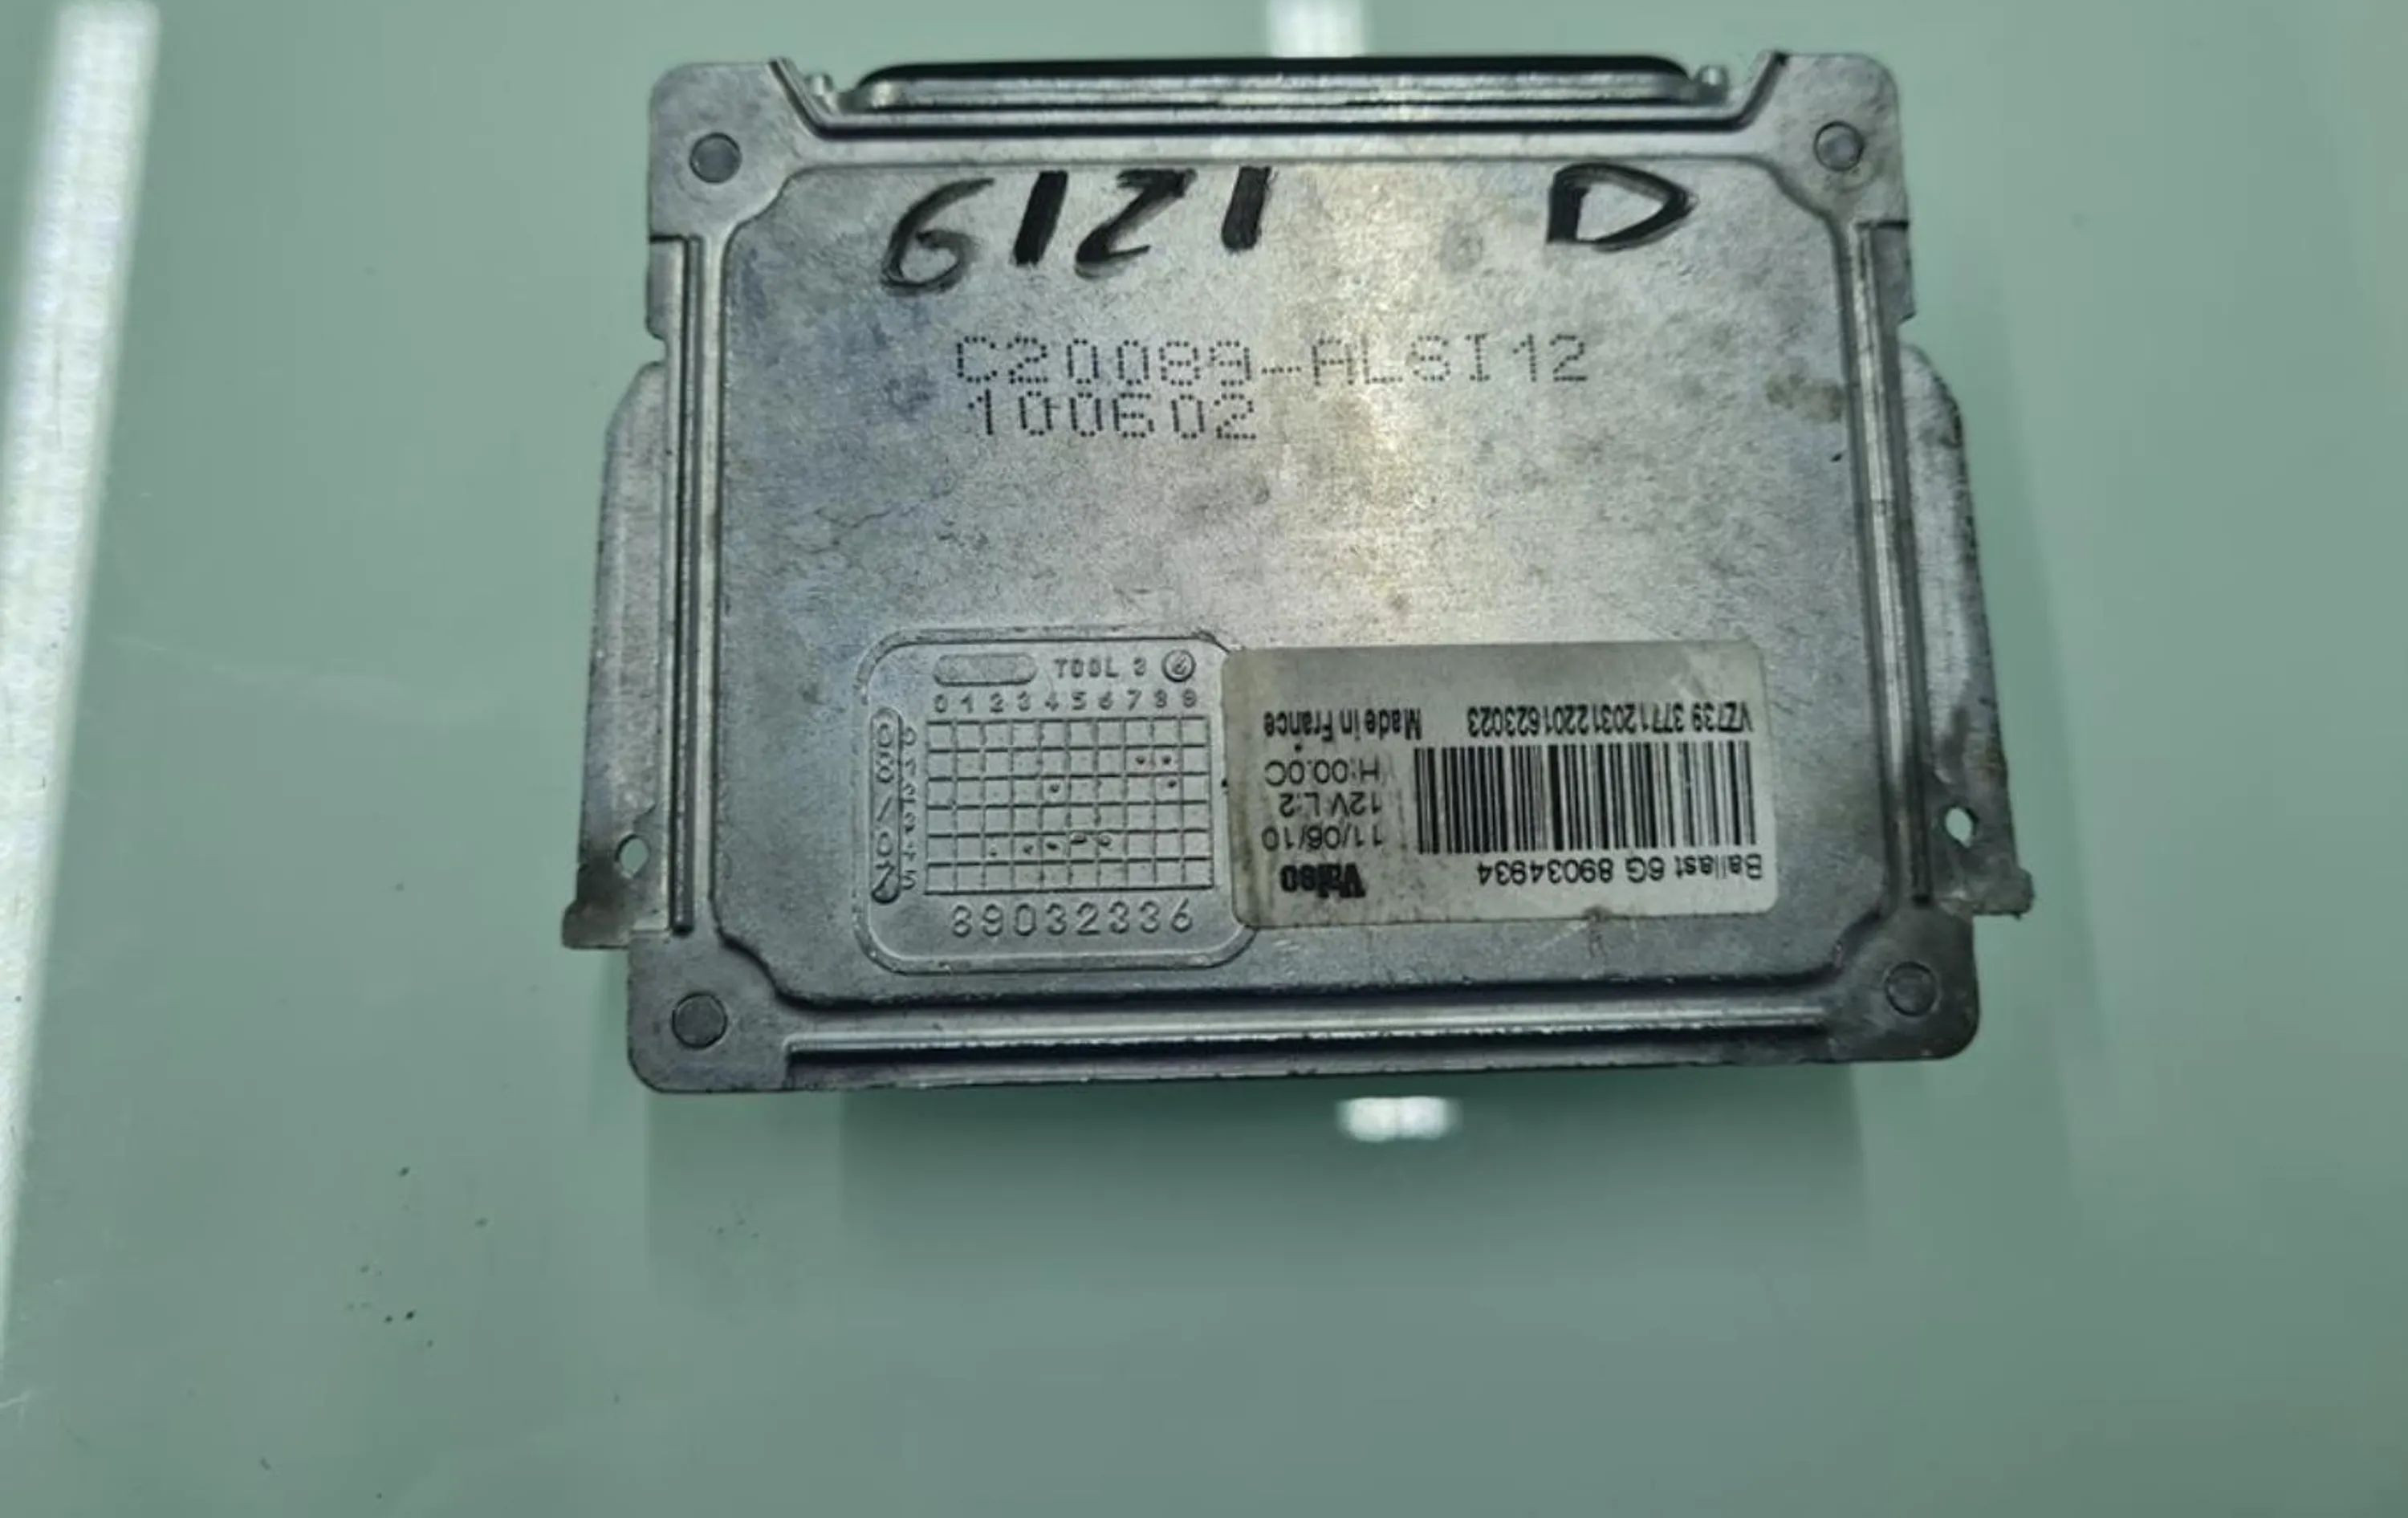 6121 D
C20089-ALSI12
100602
TOOL 3
0 1 2 3 4 5 6 7 8 9
89032336
Ballast 6G 89034934
Valeo
11/06/10
12V L:2
H:00.0C
VZ739 377120312201623023 Made in France